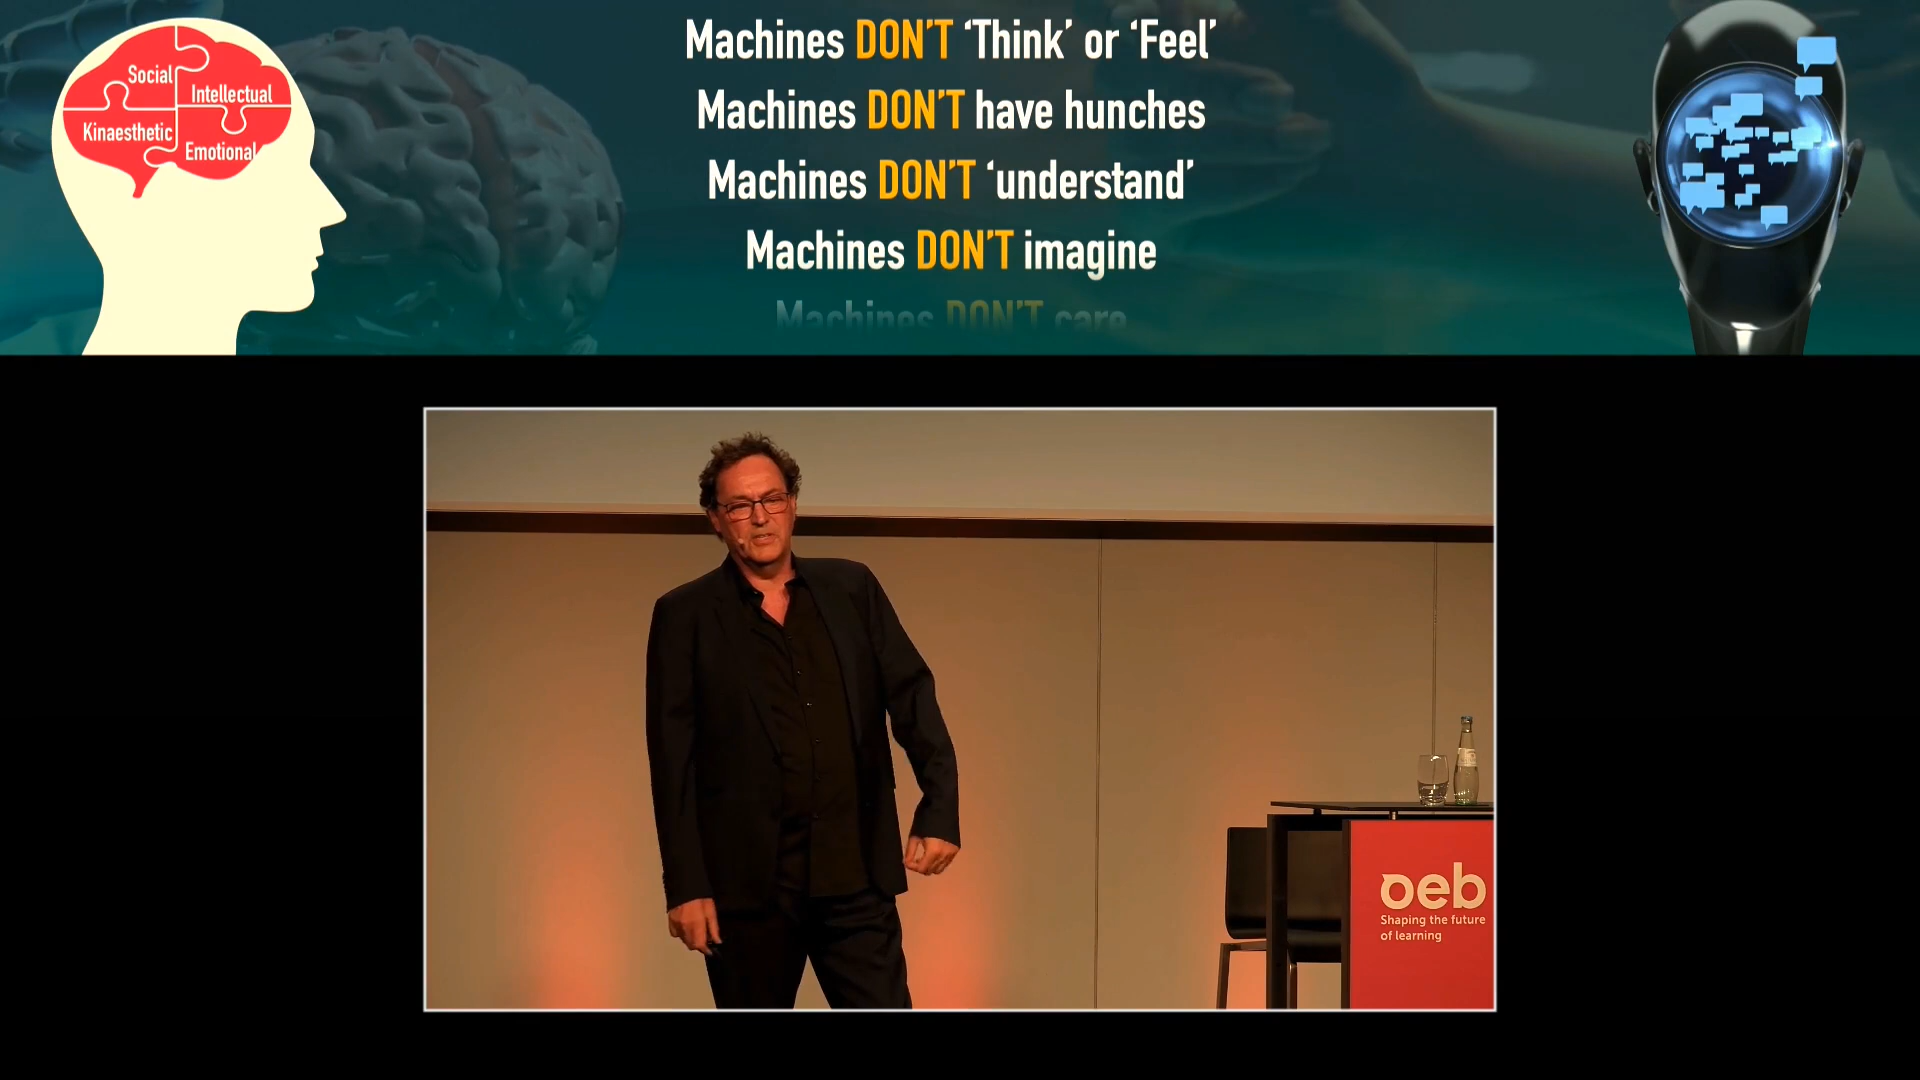 Social
Intellectual
Kinaesthetic
Emotional
Machines DON'T ‘Think’ or ‘Feel’
Machines DON'T have hunches
Machines DON'T ‘understand’
Machines DON'T imagine
Machines DON'T care
oeb
Shaping the future
of learning